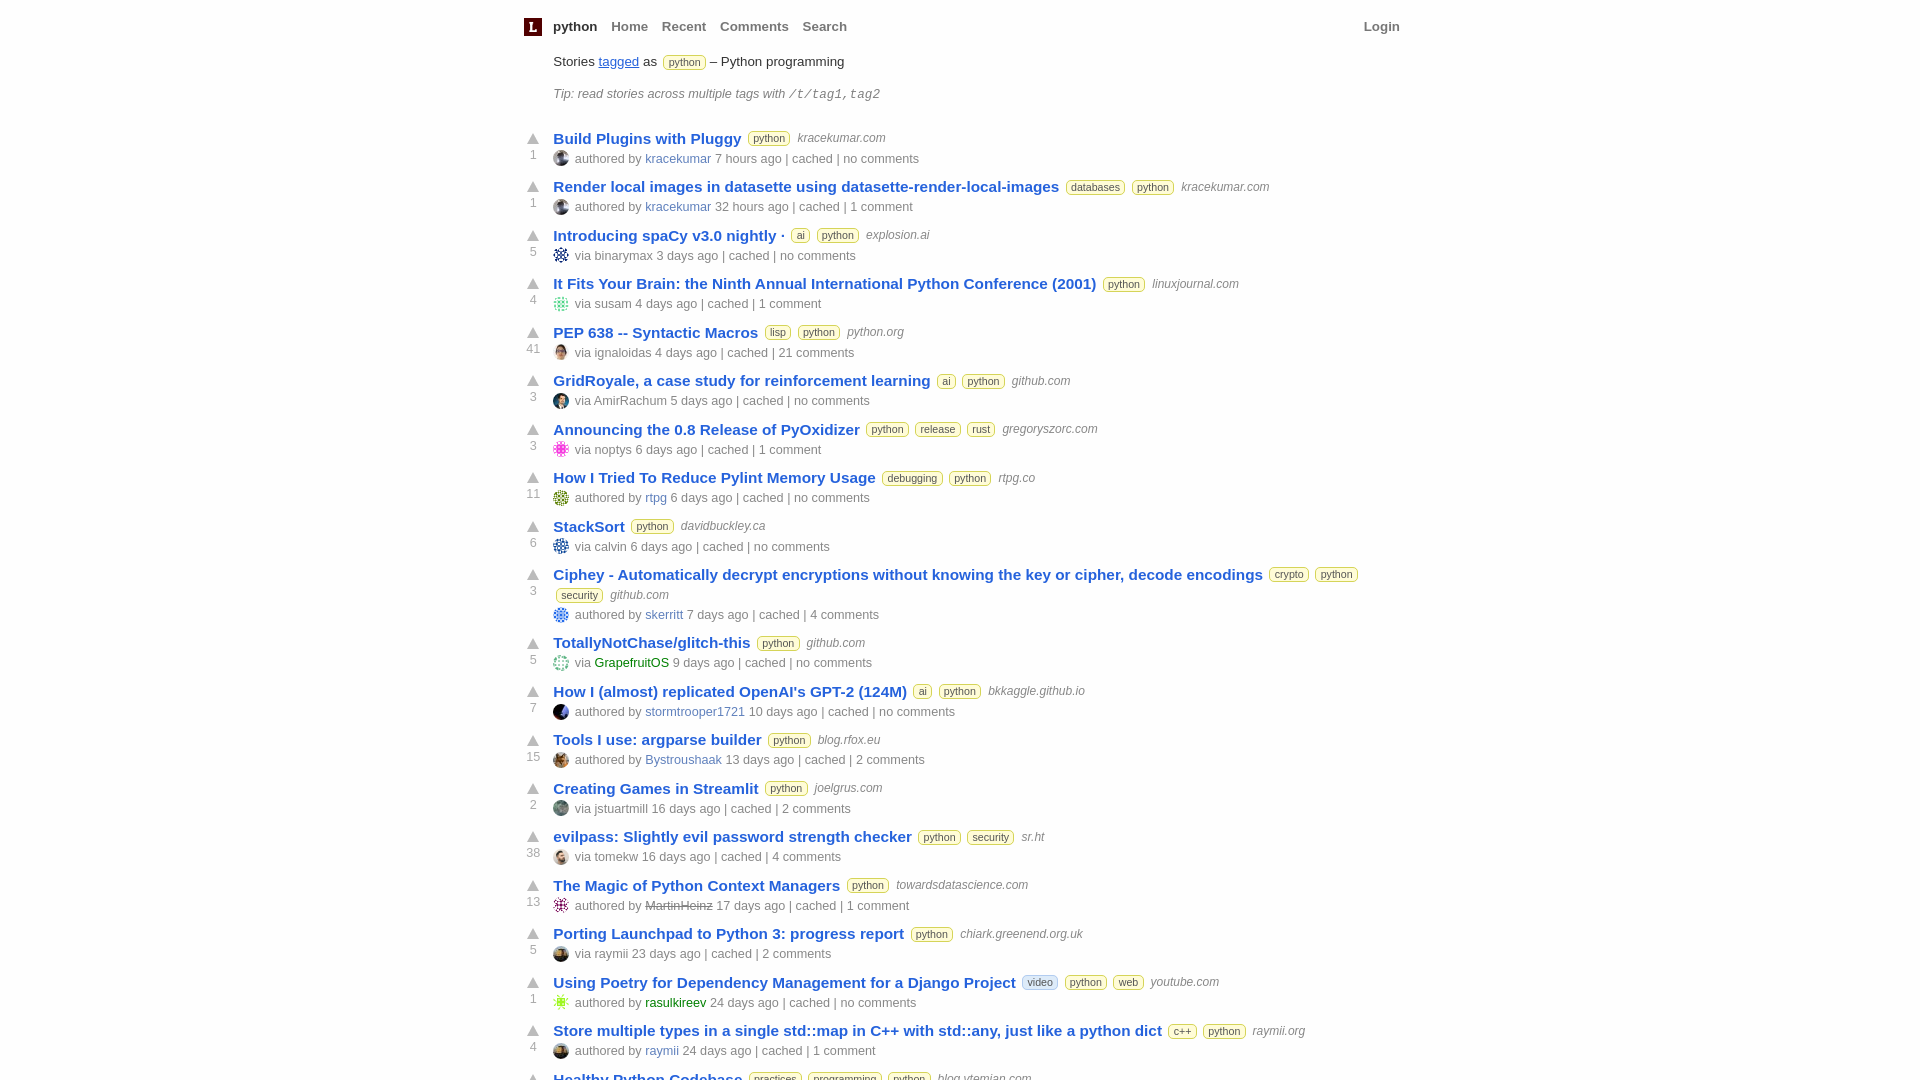 L python Home Recent Comments Search Login
Stories tagged as python – Python programming
Tip: read stories across multiple tags with /t/tag1,tag2
Build Plugins with Pluggy python kracekumar.com
1 authored by kracekumar 7 hours ago | cached | no comments
Render local images in datasette using datasette-render-local-images databases python kracekumar.com
1 authored by kracekumar 32 hours ago | cached | 1 comment
Introducing spaCy v3.0 nightly · ai python explosion.ai
5 via binarymax 3 days ago | cached | no comments
It Fits Your Brain: the Ninth Annual International Python Conference (2001) python linuxjournal.com
4 via susam 4 days ago | cached | 1 comment
PEP 638 -- Syntactic Macros lisp python python.org
41 via ignaloidas 4 days ago | cached | 21 comments
GridRoyale, a case study for reinforcement learning ai python github.com
3 via AmirRachum 5 days ago | cached | no comments
Announcing the 0.8 Release of PyOxidizer python release rust gregoryszorc.com
3 via noptys 6 days ago | cached | 1 comment
How I Tried To Reduce Pylint Memory Usage debugging python rtpg.co
11 authored by rtpg 6 days ago | cached | no comments
StackSort python davidbuckley.ca
6 via calvin 6 days ago | cached | no comments
Ciphey - Automatically decrypt encryptions without knowing the key or cipher, decode encodings crypto python
3 security github.com
authored by skerritt 7 days ago | cached | 4 comments
TotallyNotChase/glitch-this python github.com
5 via GrapefruitOS 9 days ago | cached | no comments
How I (almost) replicated OpenAI's GPT-2 (124M) ai python bkkaggle.github.io
7 authored by stormtrooper1721 10 days ago | cached | no comments
Tools I use: argparse builder python blog.rfox.eu
15 authored by Bystroushaak 13 days ago | cached | 2 comments
Creating Games in Streamlit python joelgrus.com
2 via jstuartmill 16 days ago | cached | 2 comments
evilpass: Slightly evil password strength checker python security sr.ht
38 via tomekw 16 days ago | cached | 4 comments
The Magic of Python Context Managers python towardsdatascience.com
13 authored by MartinHeinz 17 days ago | cached | 1 comment
Porting Launchpad to Python 3: progress report python chiark.greenend.org.uk
5 via raymii 23 days ago | cached | 2 comments
Using Poetry for Dependency Management for a Django Project video python web youtube.com
1 authored by rasulkireev 24 days ago | cached | no comments
Store multiple types in a single std::map in C++ with std::any, just like a python dict c++ python raymii.org
4 authored by raymii 24 days ago | cached | 1 comment
Healthy Python Codebase practices programming python blog.ytemian.com